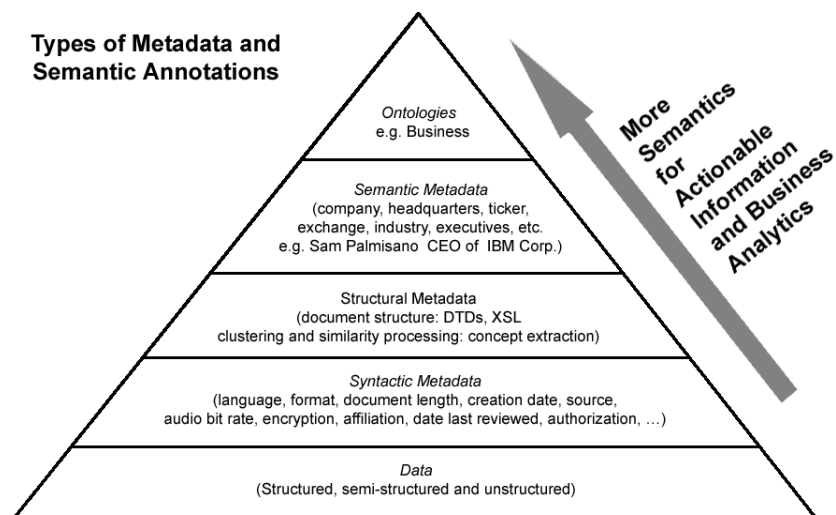 Types of Metadata and
Semantic Annotations
Ontologies
e.g. Business
Semantic Metadata
(company, headquarters, ticker,
exchange, industry, executives, etc.
e.g. Sam Palmisano CEO of IBM Corp.)
Structural Metadata
(document structure: DTDs, XSL
clustering and similarity processing: concept extraction)
Syntactic Metadata
(language, format, document length, creation date, source,
audio bit rate, encryption, affiliation, date last reviewed, authorization, …)
Data
(Structured, semi-structured and unstructured)
More
Semantics
for
Actionable
Information
and Business
Analytics